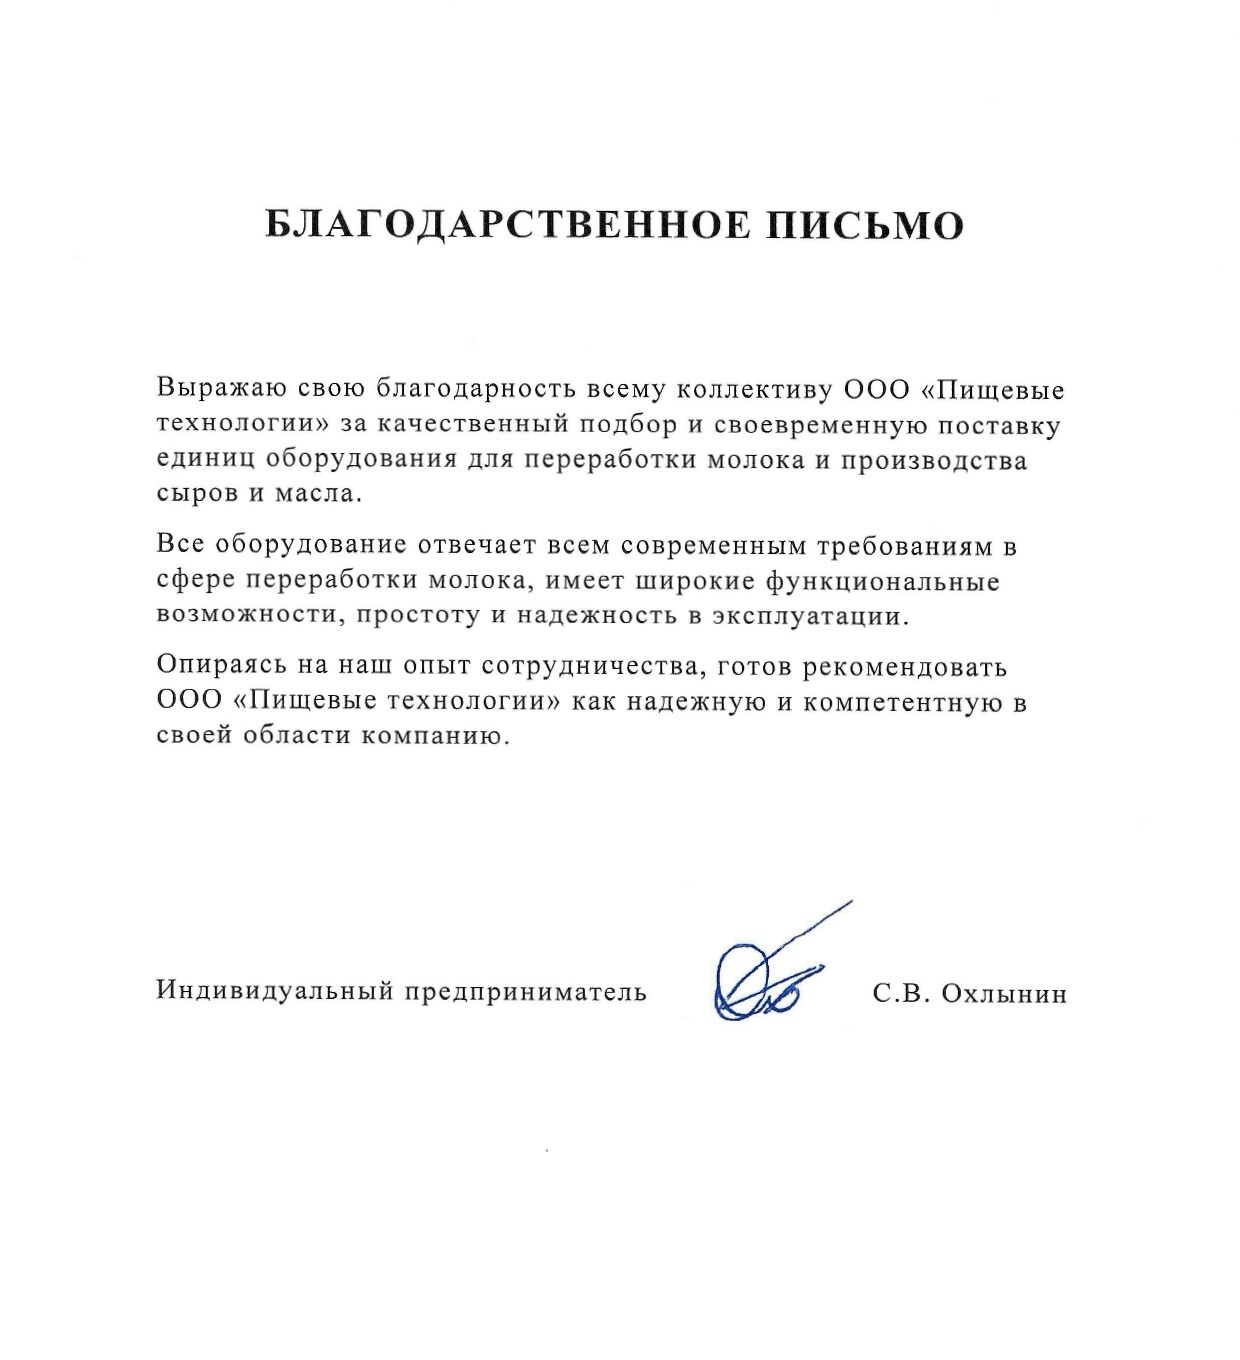 БЛАГОДАРСТВЕННОЕ ПИСЬМО
Выражаю свою благодарность всему коллективу ООО «Пищевые
технологии» за качественный подбор и своевременную поставку
единиц оборудования для переработки молока и производства
сыров и масла.
Все оборудование отвечает всем современным требованиям в
сфере переработки молока, имеет широкие функциональные
возможности, простоту и надежность в эксплуатации.
Опираясь на наш опыт сотрудничества, готов рекомендовать
ООО «Пищевые технологии» как надежную и компетентную в
своей области компанию.
Индивидуальный предприниматель С.В. Охлынин